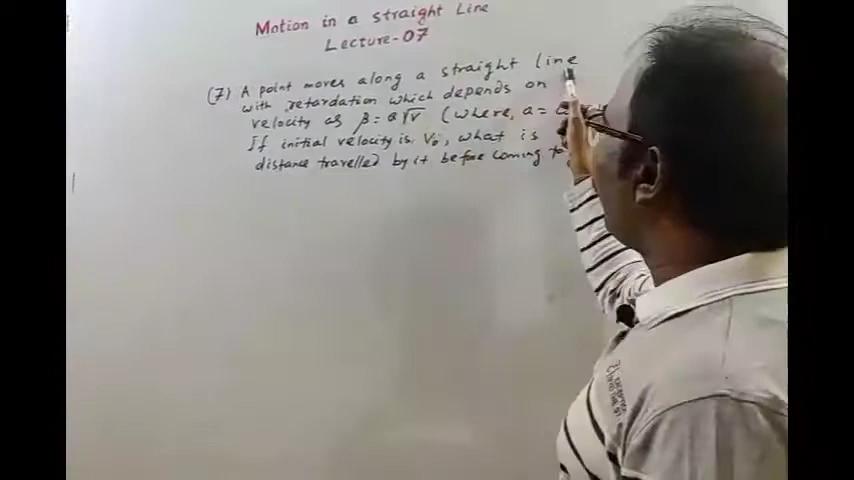 Motion in a straight Line
Lecture-07
(7) A point moves along a straight line
with retardation which depends on
velocity as β = a√v (where, a =
If initial velocity is V₀, what is
distance travelled by it before coming to